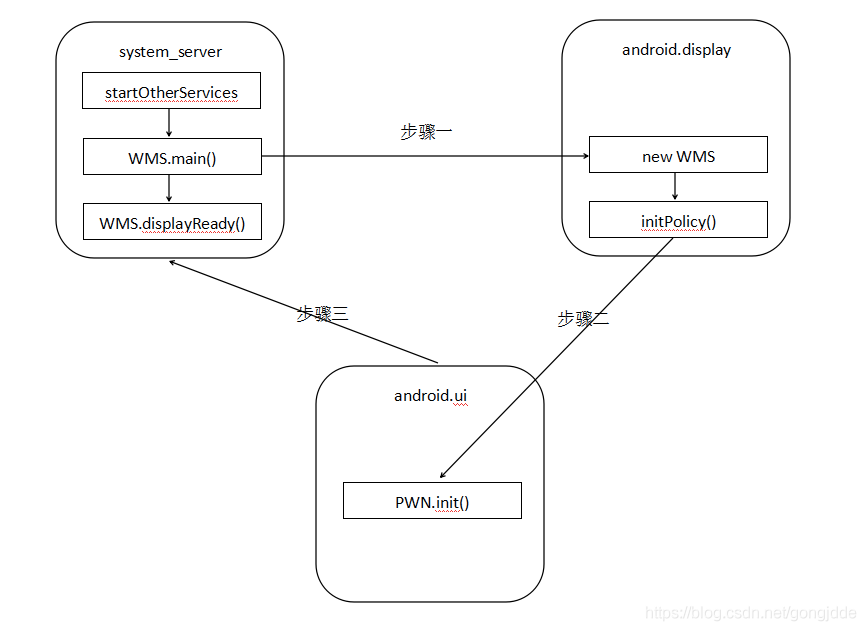 system_server
startOtherServices
WMS.main()
WMS.displayReady()
步骤一
android.display
new WMS
initPolicy()
步骤三
步骤二
android.ui
PWN.init()
https://blog.csdn.net/gongjdde